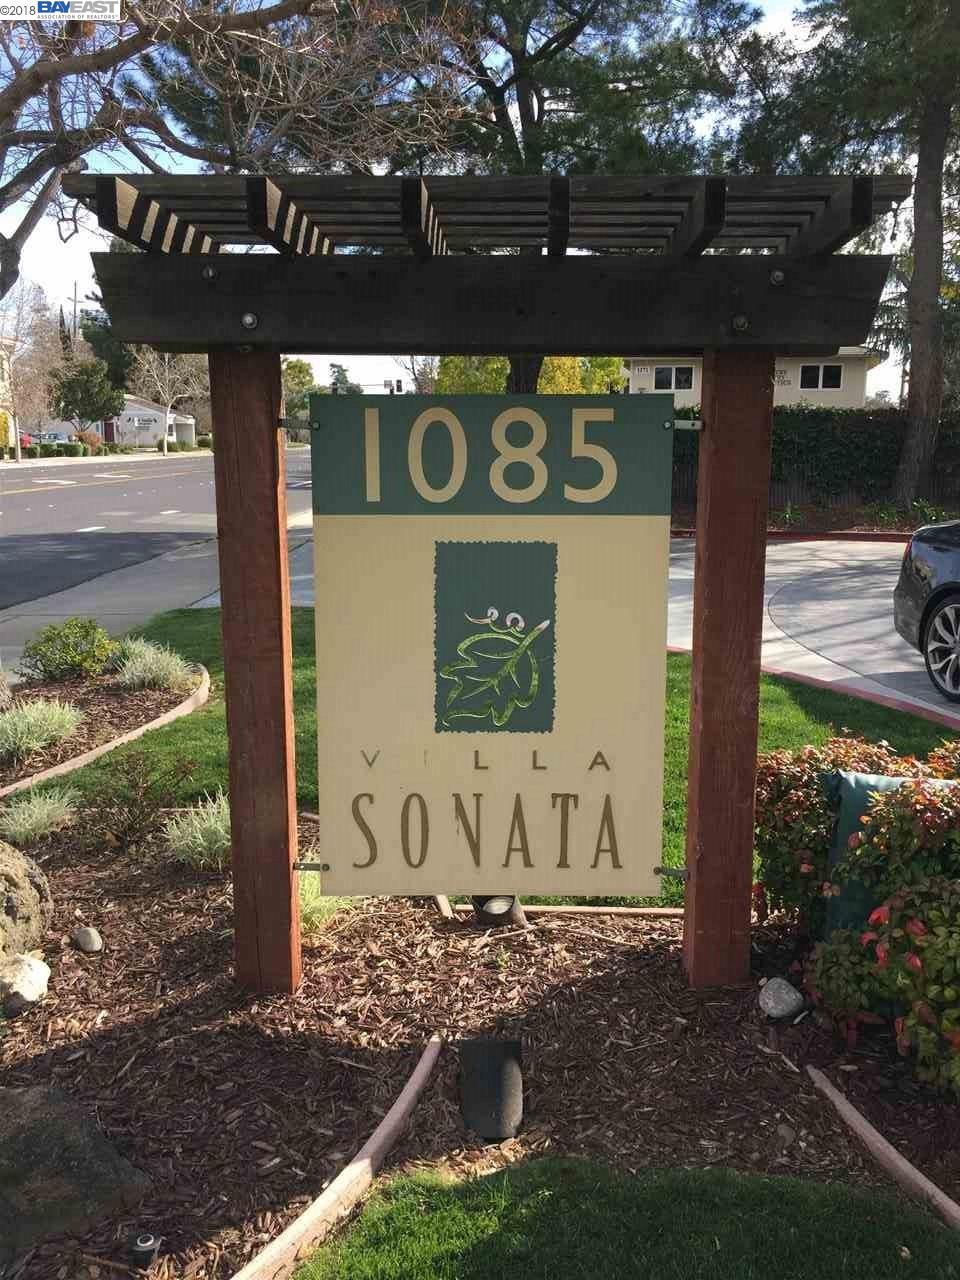 ©2018 BAYEAST
ASSOCIATION OF REALTORS®
1085
VILLA
SONATA